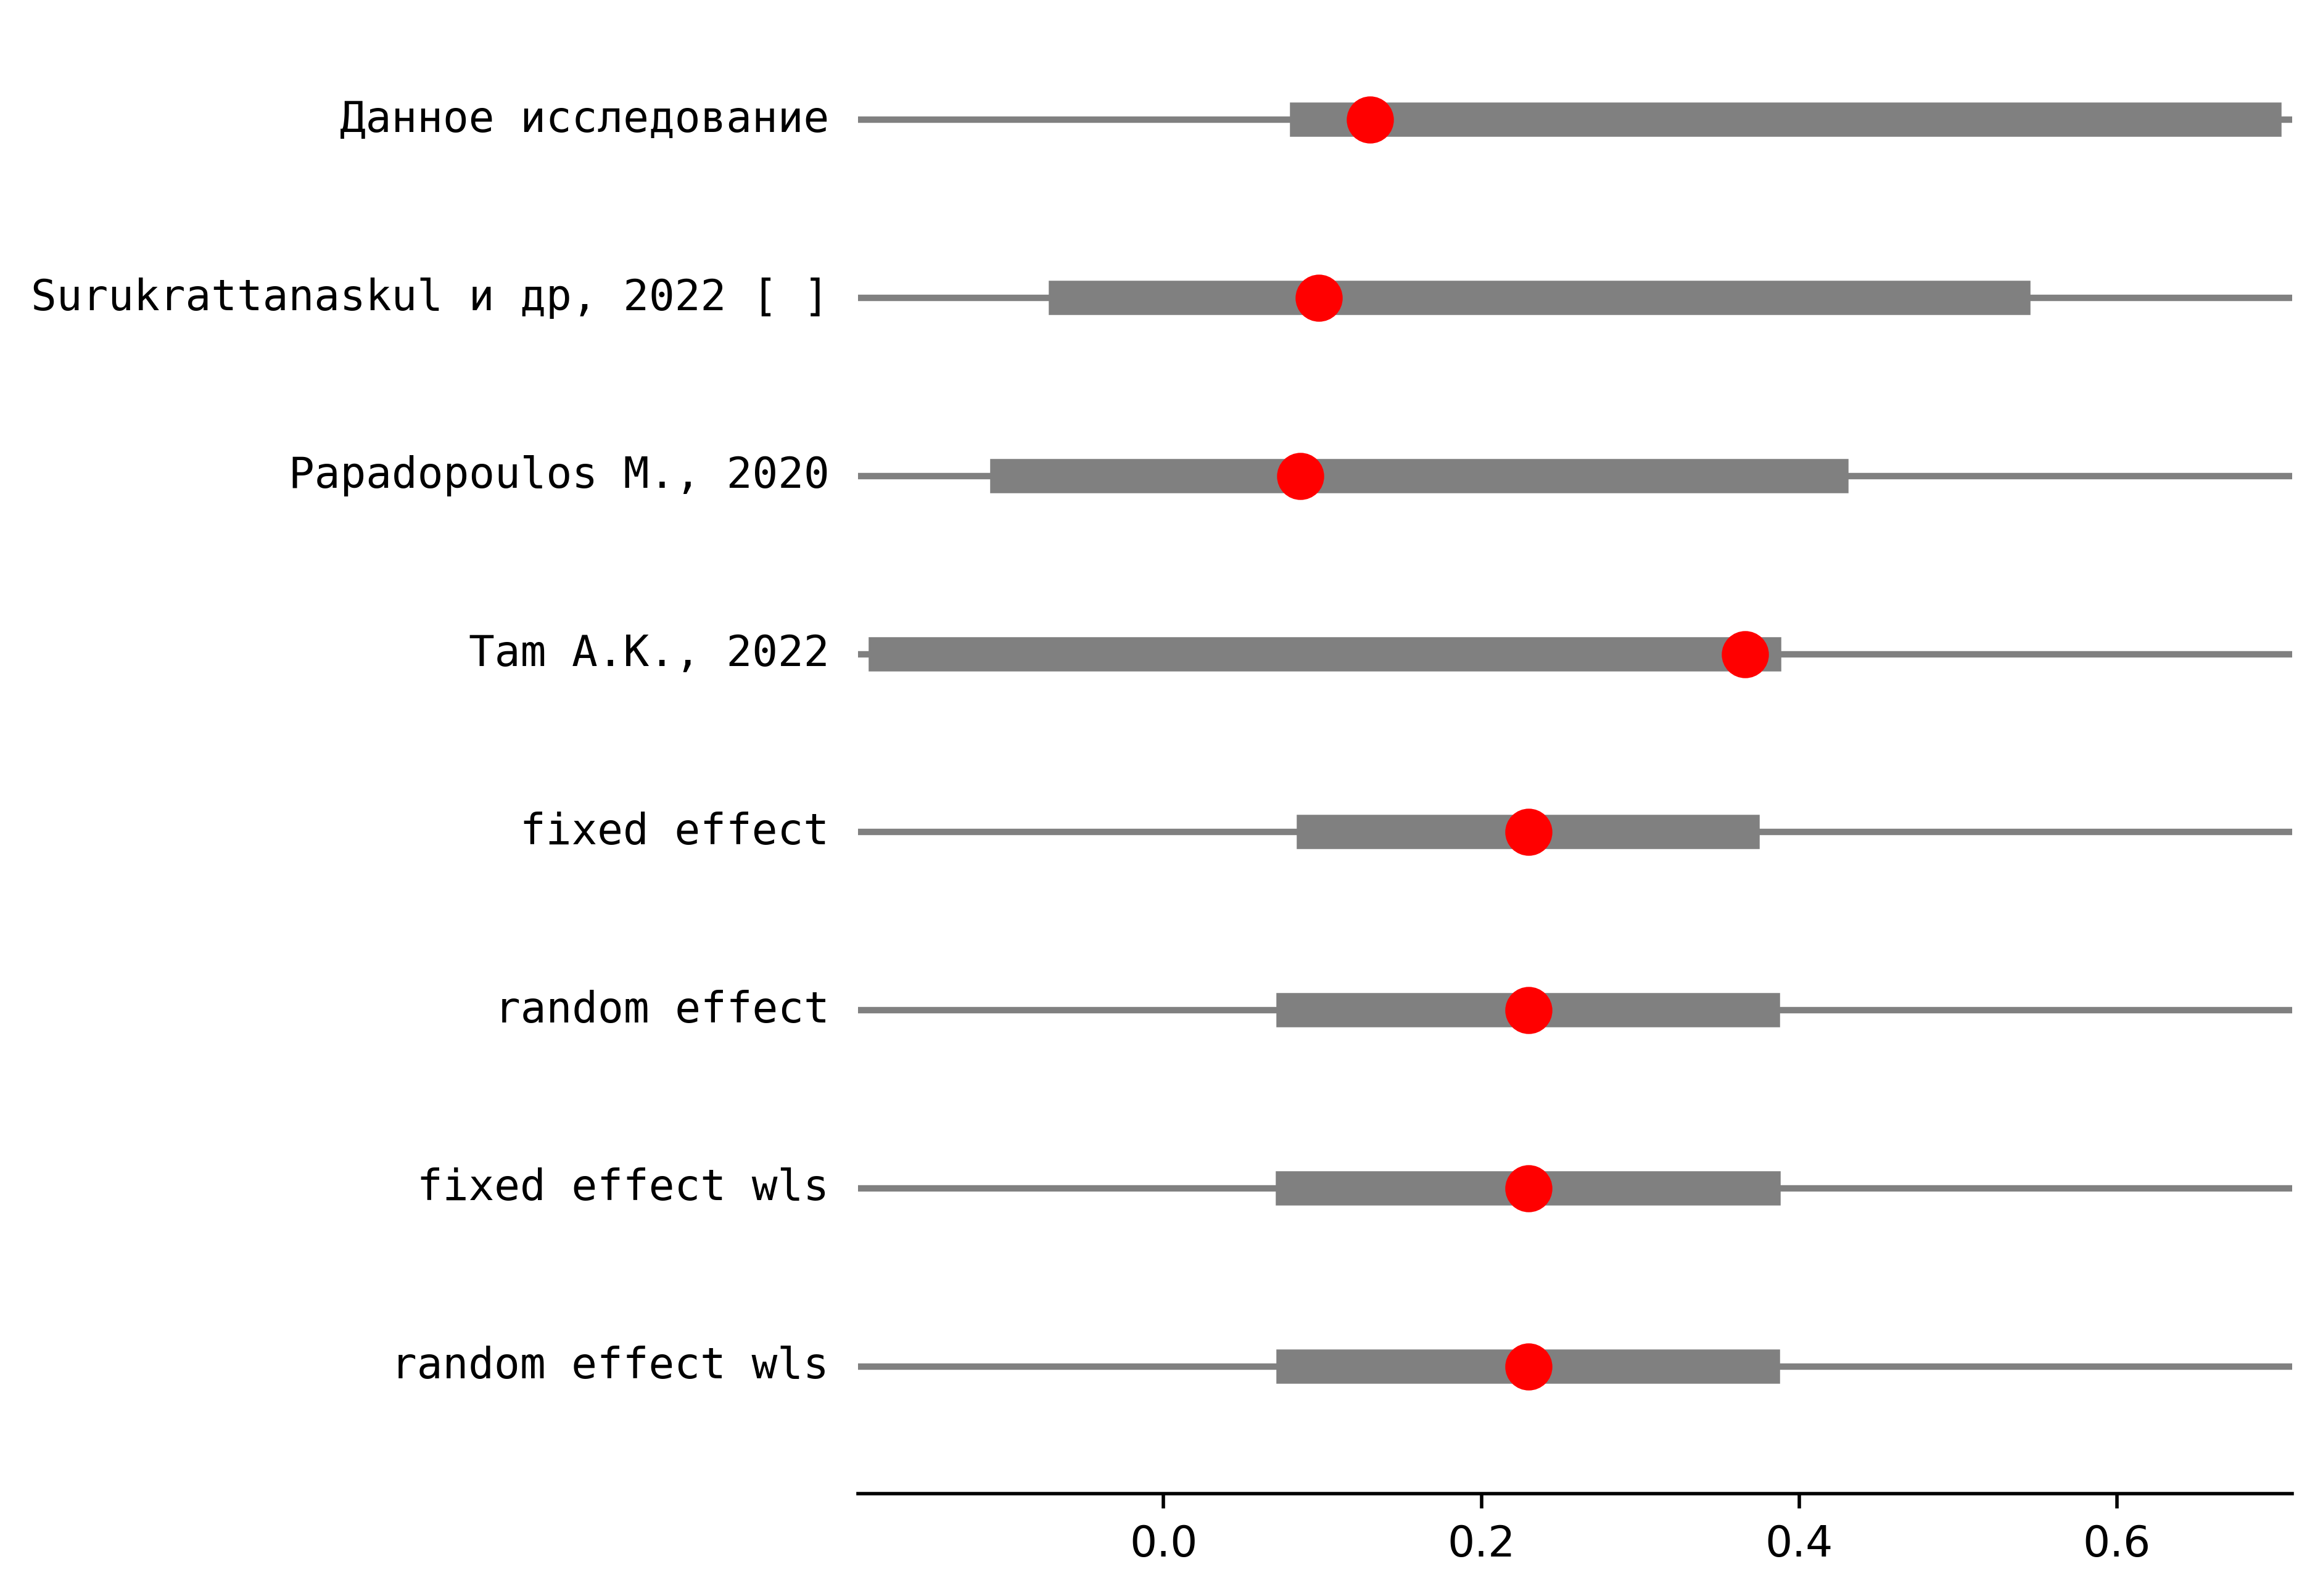 Данное исследование
Surukrattanaskul и др, 2022 [ ]
Papadopoulos M., 2020
Tam A.K., 2022
fixed effect
random effect
fixed effect wls
random effect wls
0.0 0.2 0.4 0.6